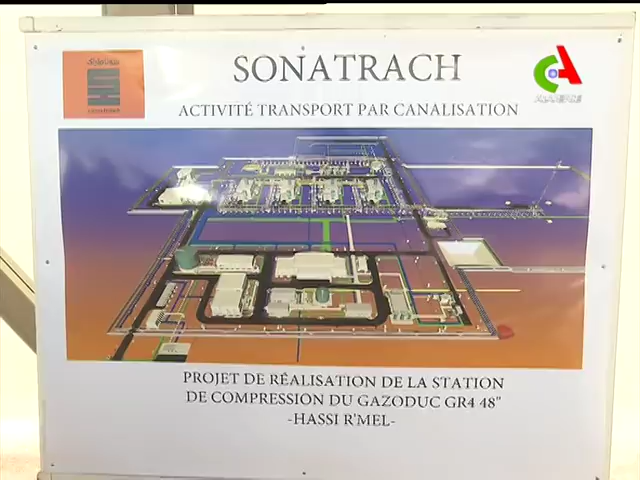 SONATRACH
ACTIVITÉ TRANSPORT PAR CANALISATION
PROJET DE RÉALISATION DE LA STATION
DE COMPRESSION DU GAZODUC GR4 48"
-HASSI R'MEL-